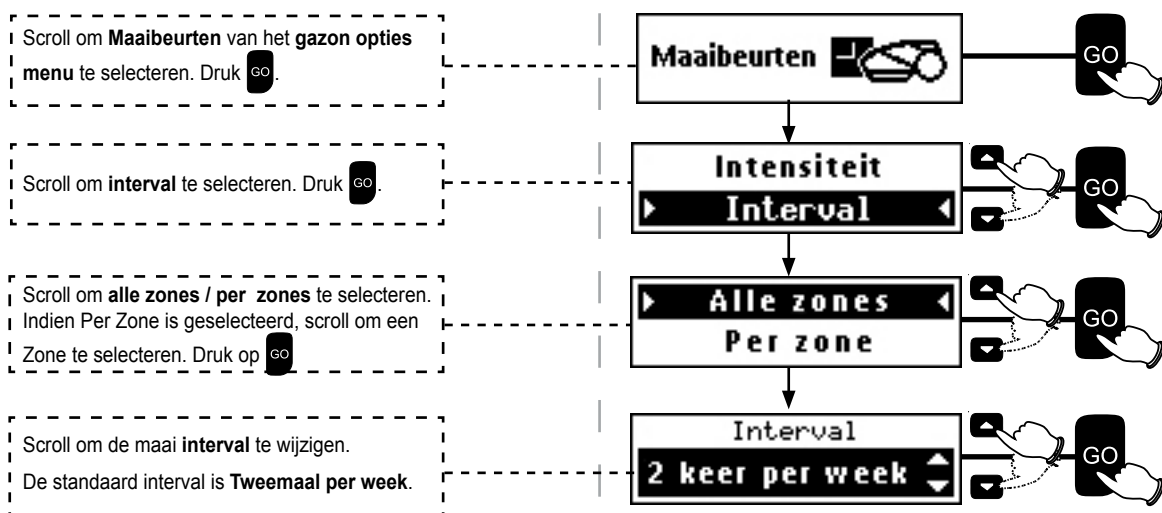 Scroll om Maaibeurten van het gazon opties
menu te selecteren. Druk GO.
Maaibeurten
GO
Scroll om interval te selecteren. Druk GO.
Intensiteit
Interval
GO
Scroll om alle zones / per zones te selecteren.
Indien Per Zone is geselecteerd, scroll om een
Zone te selecteren. Druk op GO
Alle zones
Per zone
GO
Scroll om de maai interval te wijzigen.
De standaard interval is Tweemaal per week.
Interval
2 keer per week
GO